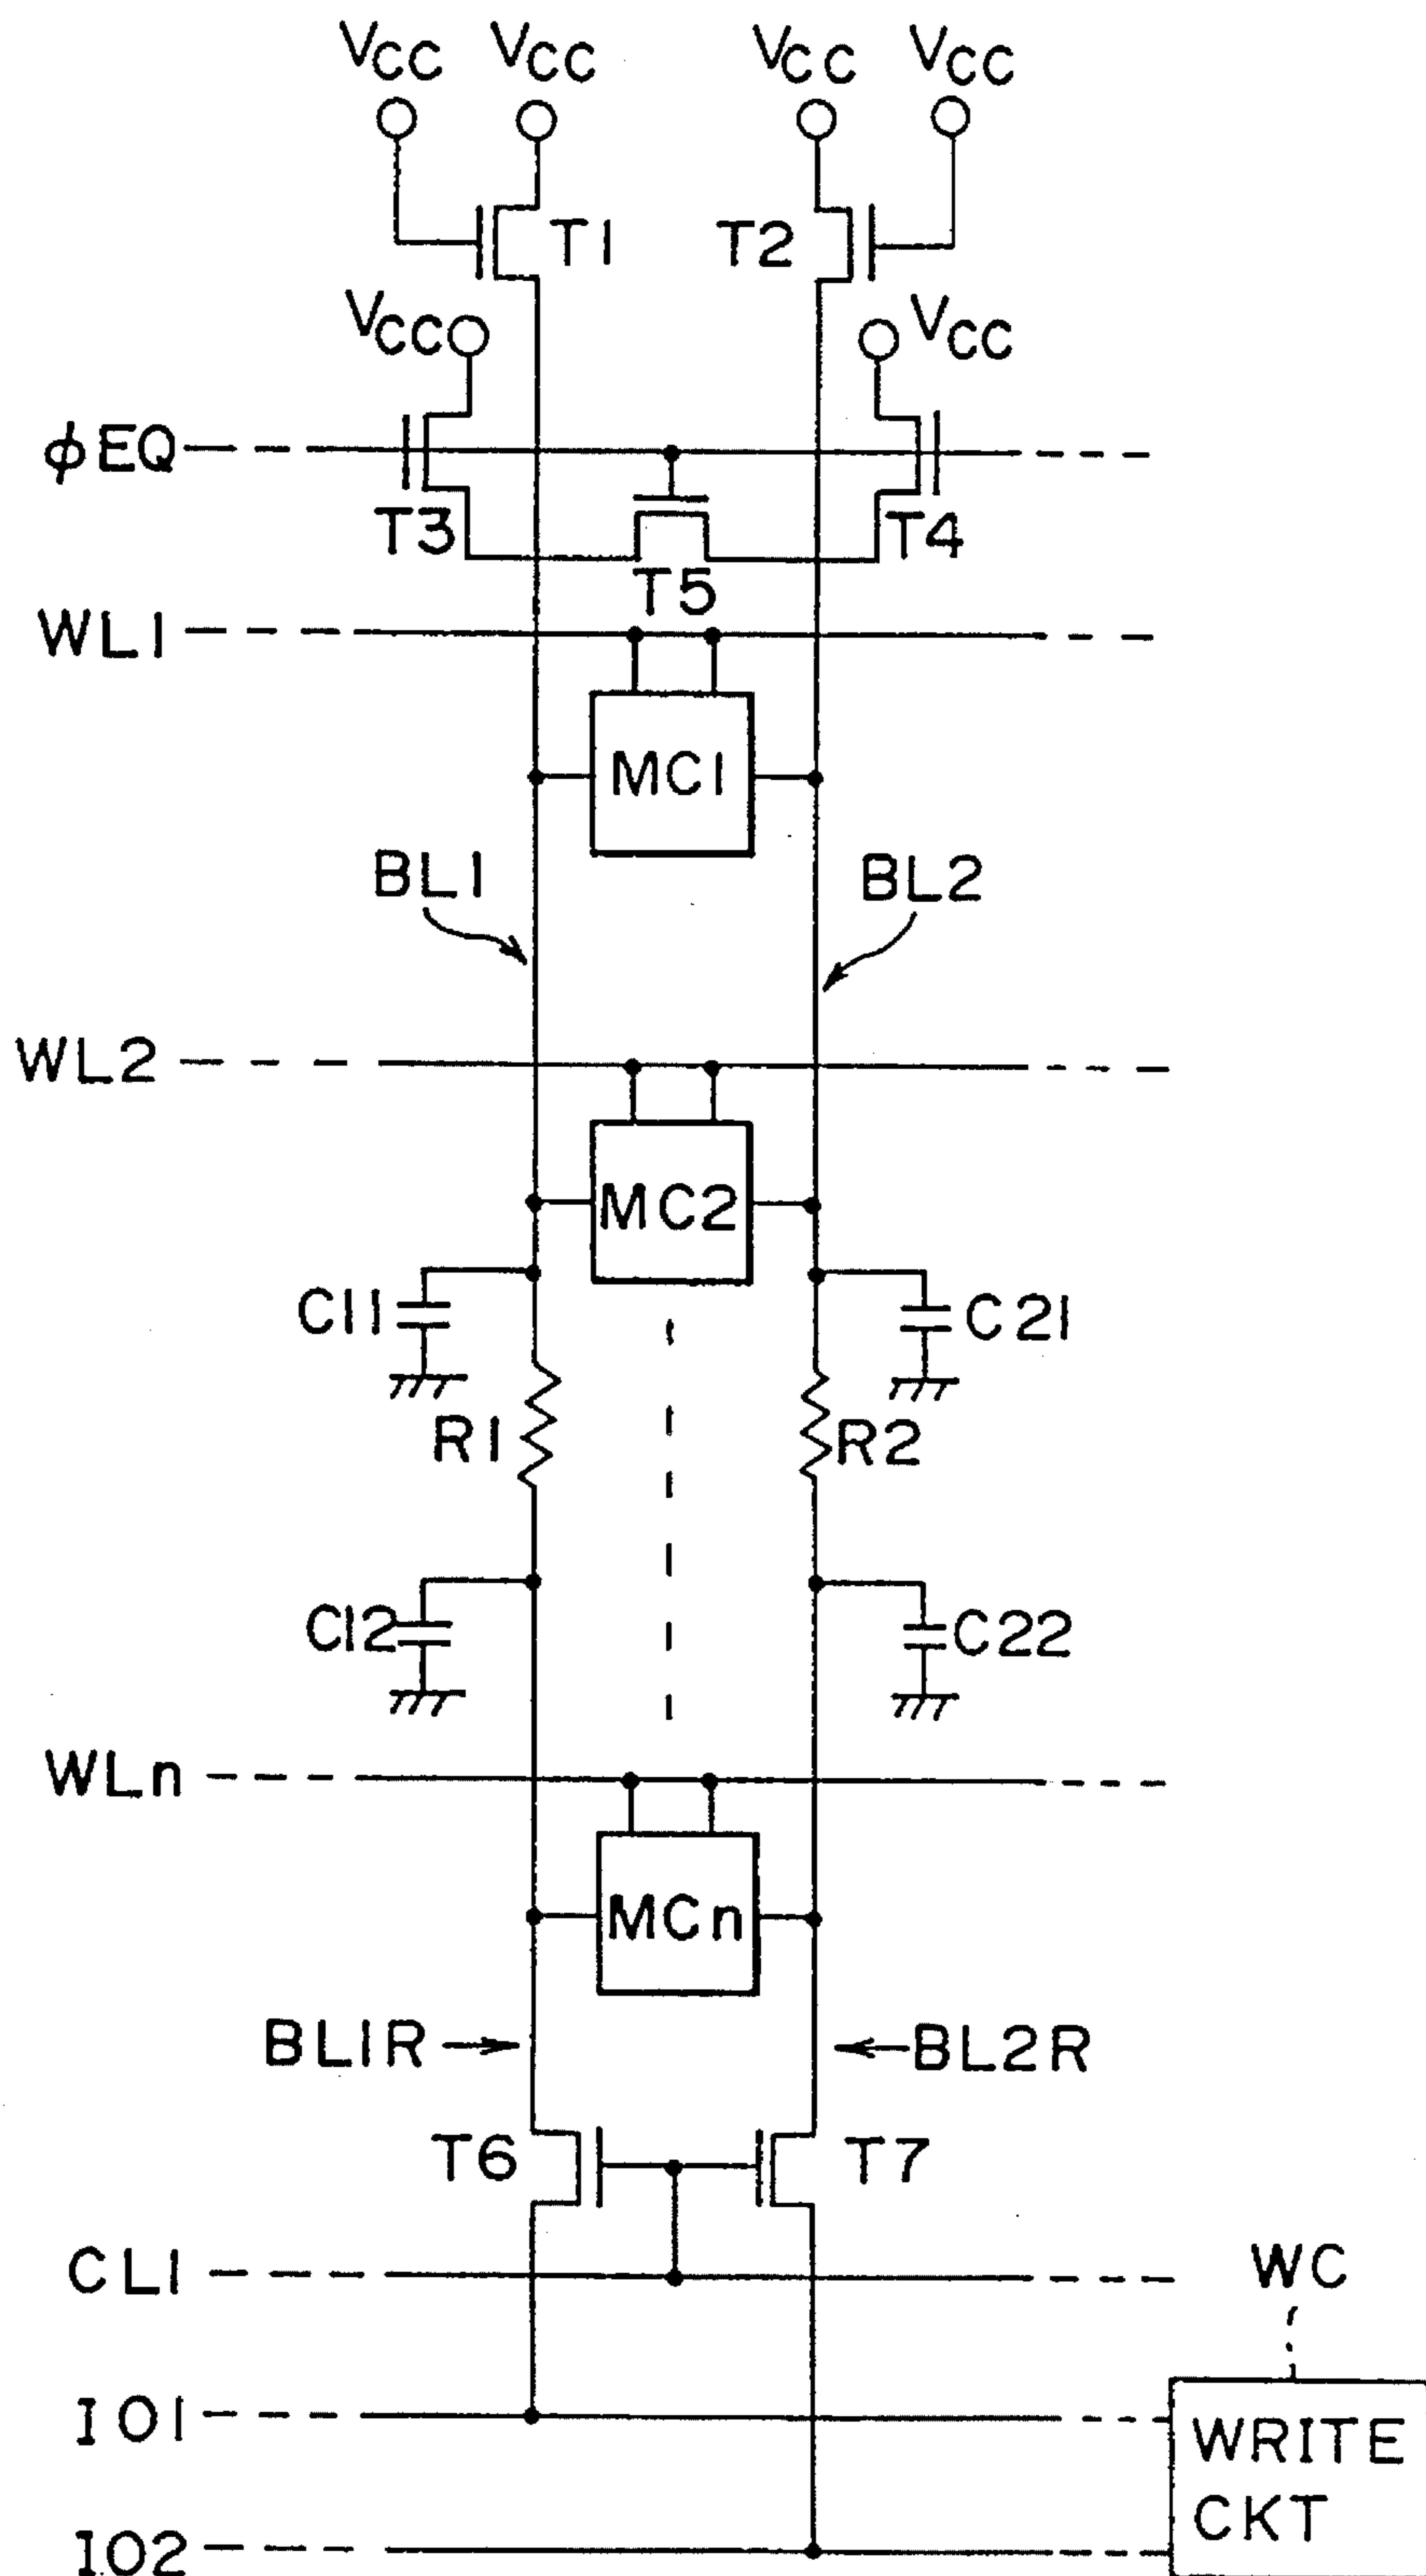 VCC VCC VCC VCC
T1 T2
VCC VCC
φEQ
T3 T4
T5
WL1
MC1
BL1 BL2
WL2
MC2
C11 C21
R1 R2
C12 C22
WLn
MCn
BL1R BL2R
T6 T7
CL1 WC
IO1
WRITE
CKT
IO2